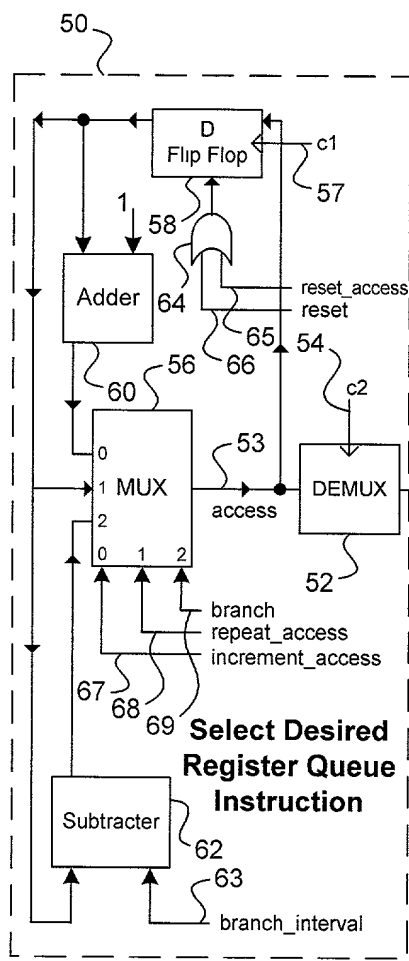 50
D
Flip Flop
c1
57
58
1
64
reset_access
reset
65
66
Adder
60
56
54
c2
53
0
1
2
MUX
access
DEMUX
52
0 1 2
branch
repeat_access
increment_access
67
68
69
Select Desired
Register Queue
Instruction
Subtracter
62
63
branch_interval